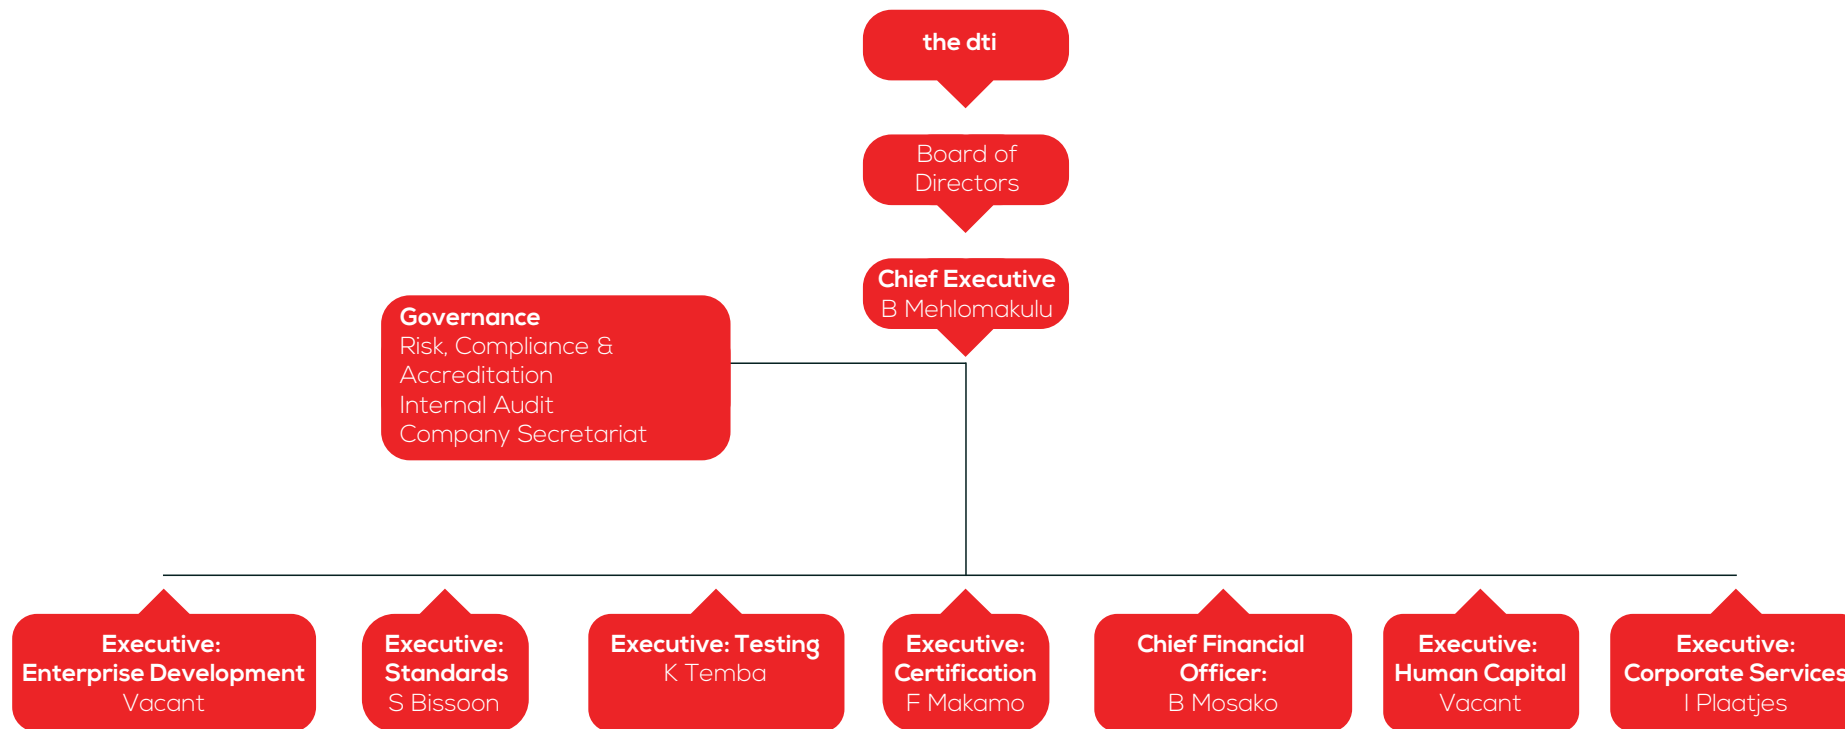 the dti
Board of
Directors
Chief Executive
B Mehlomakulu
Governance
Risk, Compliance &
Accreditation
Internal Audit
Company Secretariat
Executive:
Enterprise Development
Vacant
Executive:
Standards
S Bissoon
Executive: Testing
K Temba
Executive:
Certification
F Makamo
Chief Financial
Officer:
B Mosako
Executive:
Human Capital
Vacant
Executive:
Corporate Services
I Plaatjes